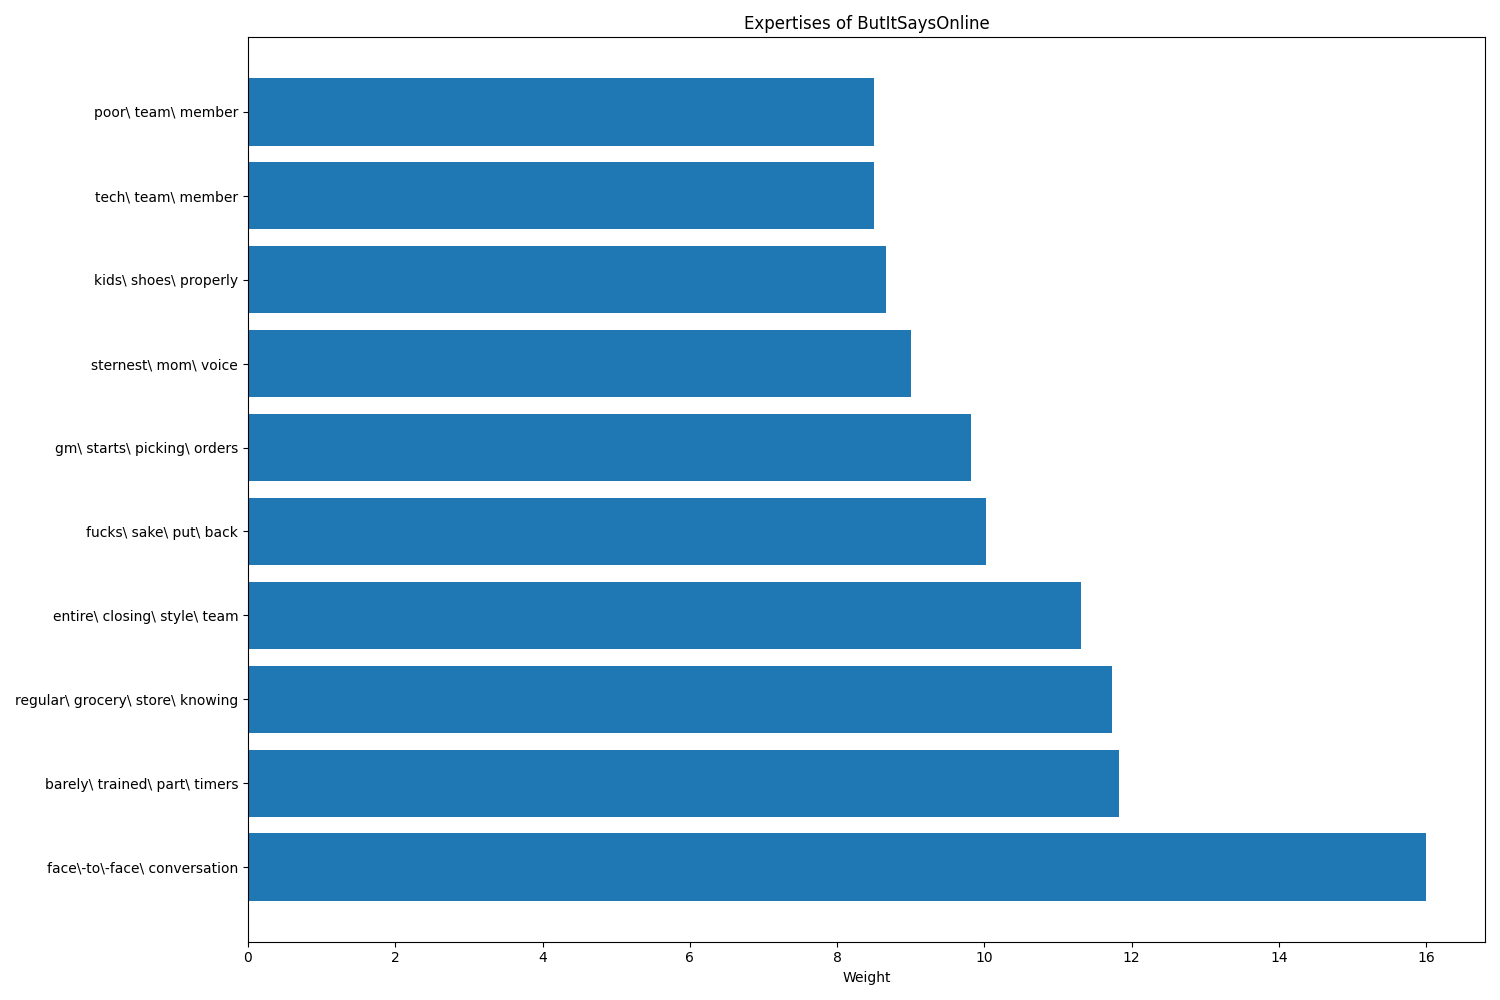 Expertises of ButItSaysOnline
poor\ team\ member
tech\ team\ member
kids\ shoes\ properly
sternest\ mom\ voice
gm\ starts\ picking\ orders
fucks\ sake\ put\ back
entire\ closing\ style\ team
regular\ grocery\ store\ knowing
barely\ trained\ part\ timers
face\-to\-face\ conversation
0 2 4 6 8 10 12 14 16
Weight